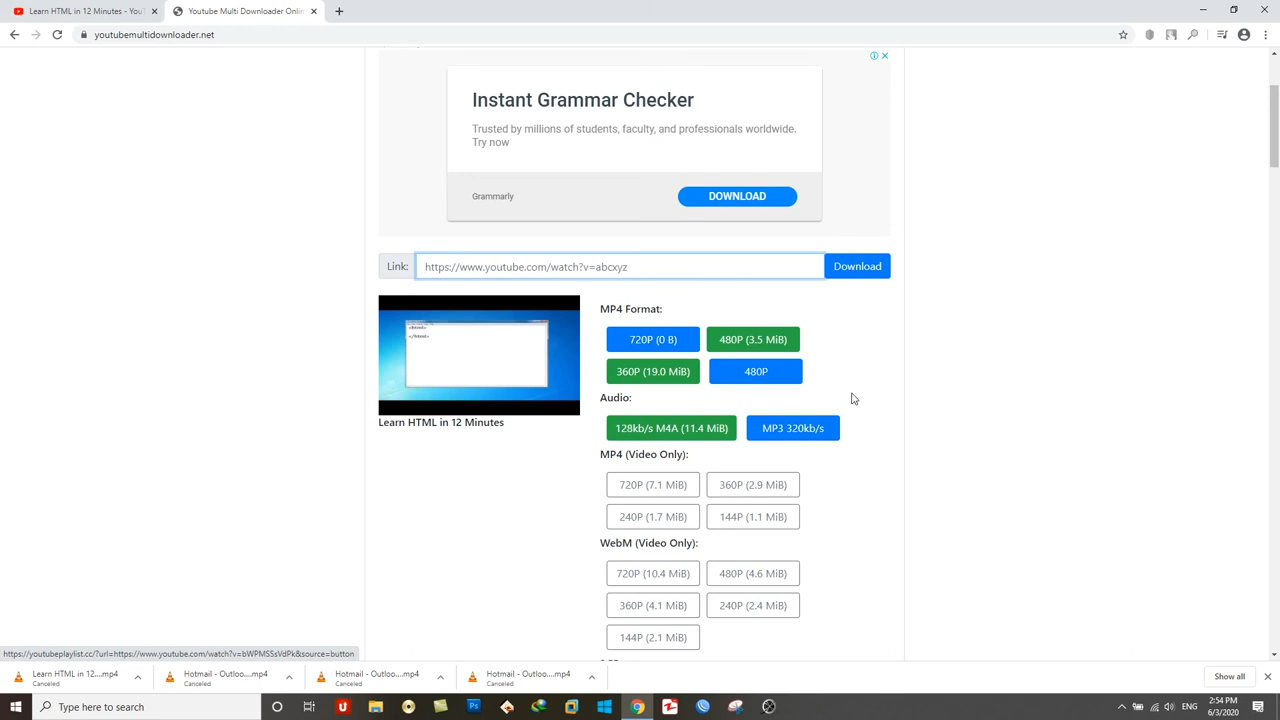 Learn HTML in 12 Minutes - YouT
Youtube Multi Downloader Onlin
youtubemultidownloader.net
Instant Grammar Checker
Trusted by millions of students, faculty, and professionals worldwide.
Try now
Grammarly
DOWNLOAD
Link:
https://www.youtube.com/watch?v=abcxyz
Download
MP4 Format:
720P (0 B)
480P (3.5 MiB)
360P (19.0 MiB)
480P
Audio:
128kb/s M4A (11.4 MiB)
MP3 320kb/s
Learn HTML in 12 Minutes
MP4 (Video Only):
720P (7.1 MiB)
360P (2.9 MiB)
240P (1.7 MiB)
144P (1.1 MiB)
WebM (Video Only):
720P (10.4 MiB)
480P (4.6 MiB)
360P (4.1 MiB)
240P (2.4 MiB)
144P (2.1 MiB)
https://youtubeplaylist.cc/?url=https://www.youtube.com/watch?v=bWPMSSsVdPk&source=button
Learn HTML in 12....mp4
Canceled
Hotmail - Outloo....mp4
Canceled
Hotmail - Outloo....mp4
Canceled
Hotmail - Outloo....mp4
Canceled
Show all
Type here to search
2:54 PM
6/3/2020